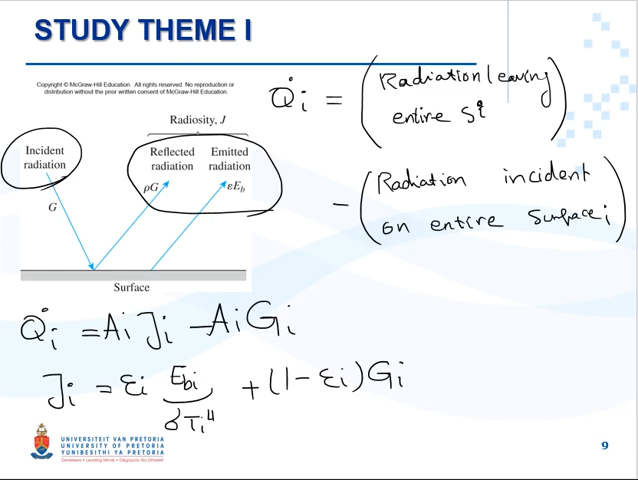 STUDY THEME I
Copyright © McGraw-Hill Education. All rights reserved. No reproduction or
distribution without the prior written consent of McGraw-Hill Education.
Q̇i = (Radiation leaving
entire Si)
Radiosity, J
Incident
radiation
Reflected
radiation
Emitted
radiation
G
ρG
εEb
Surface
− (Radiation incident
on entire surface i)
Q̇i = Ai Ji − Ai Gi
Ji = εi Ebi + (1 − εi) Gi
σTi⁴
UNIVERSITEIT VAN PRETORIA
UNIVERSITY OF PRETORIA
YUNIBESITHI YA PRETORIA
9